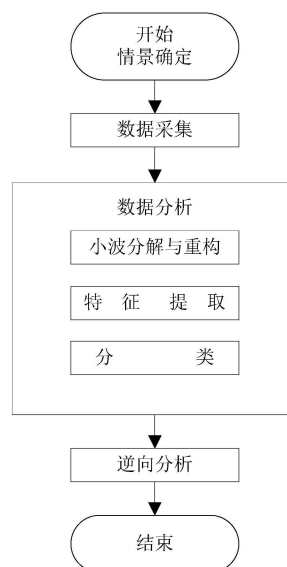 开始
情景确定
数据采集
数据分析
小波分解与重构
特 征 提 取
分 类
逆向分析
结束